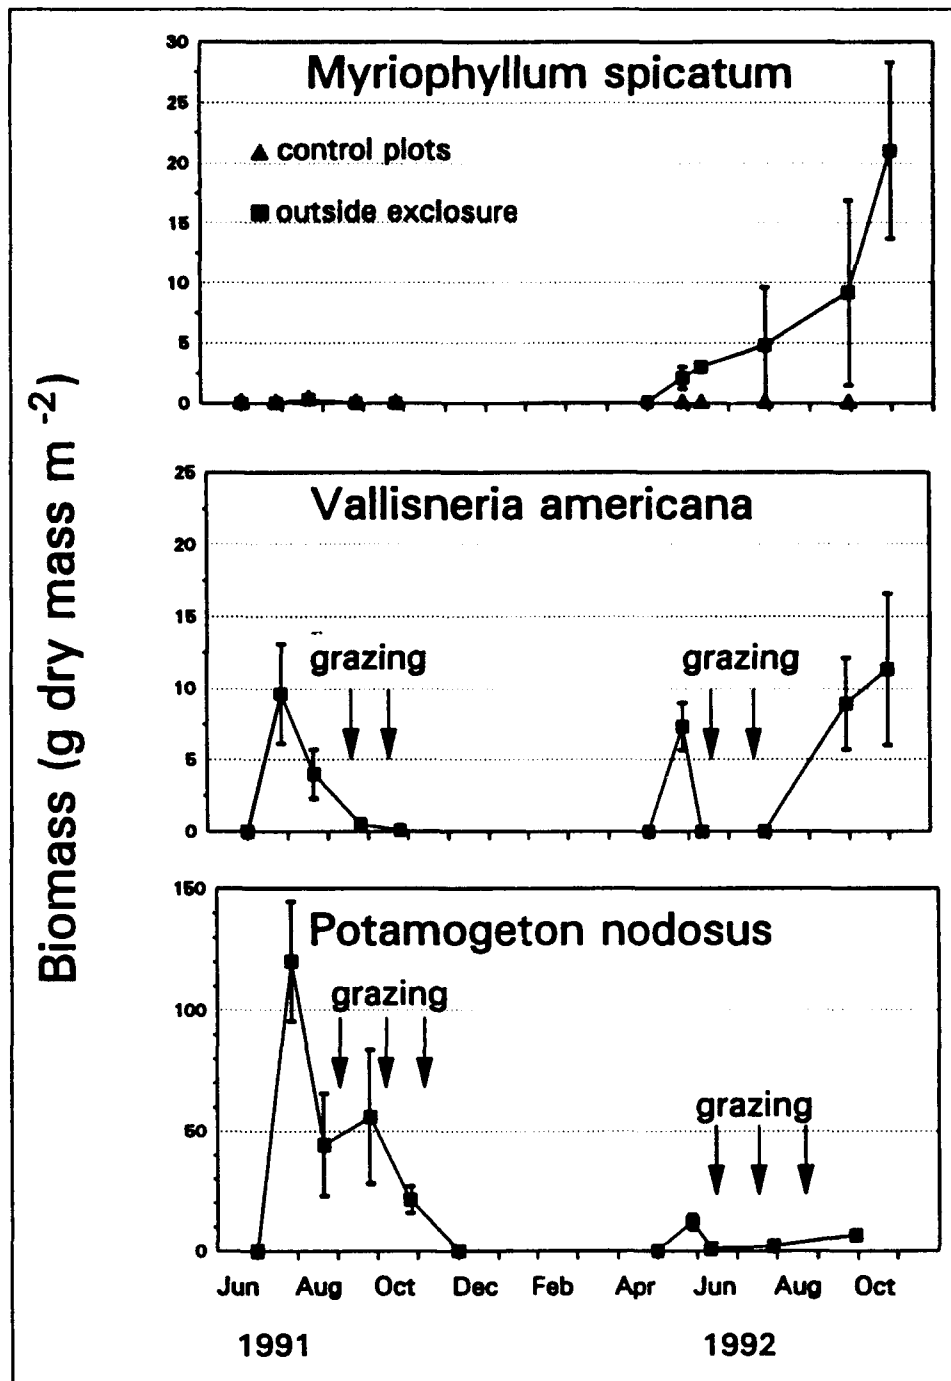 Biomass (g dry mass m -2)
Myriophyllum spicatum
30
25
20
15
10
5
0
▲ control plots
■ outside exclosure
Vallisneria americana
25
20
15
10
5
0
grazing
grazing
Potamogeton nodosus
150
100
50
0
grazing
grazing
Jun Aug Oct Dec Feb Apr Jun Aug Oct
1991 1992